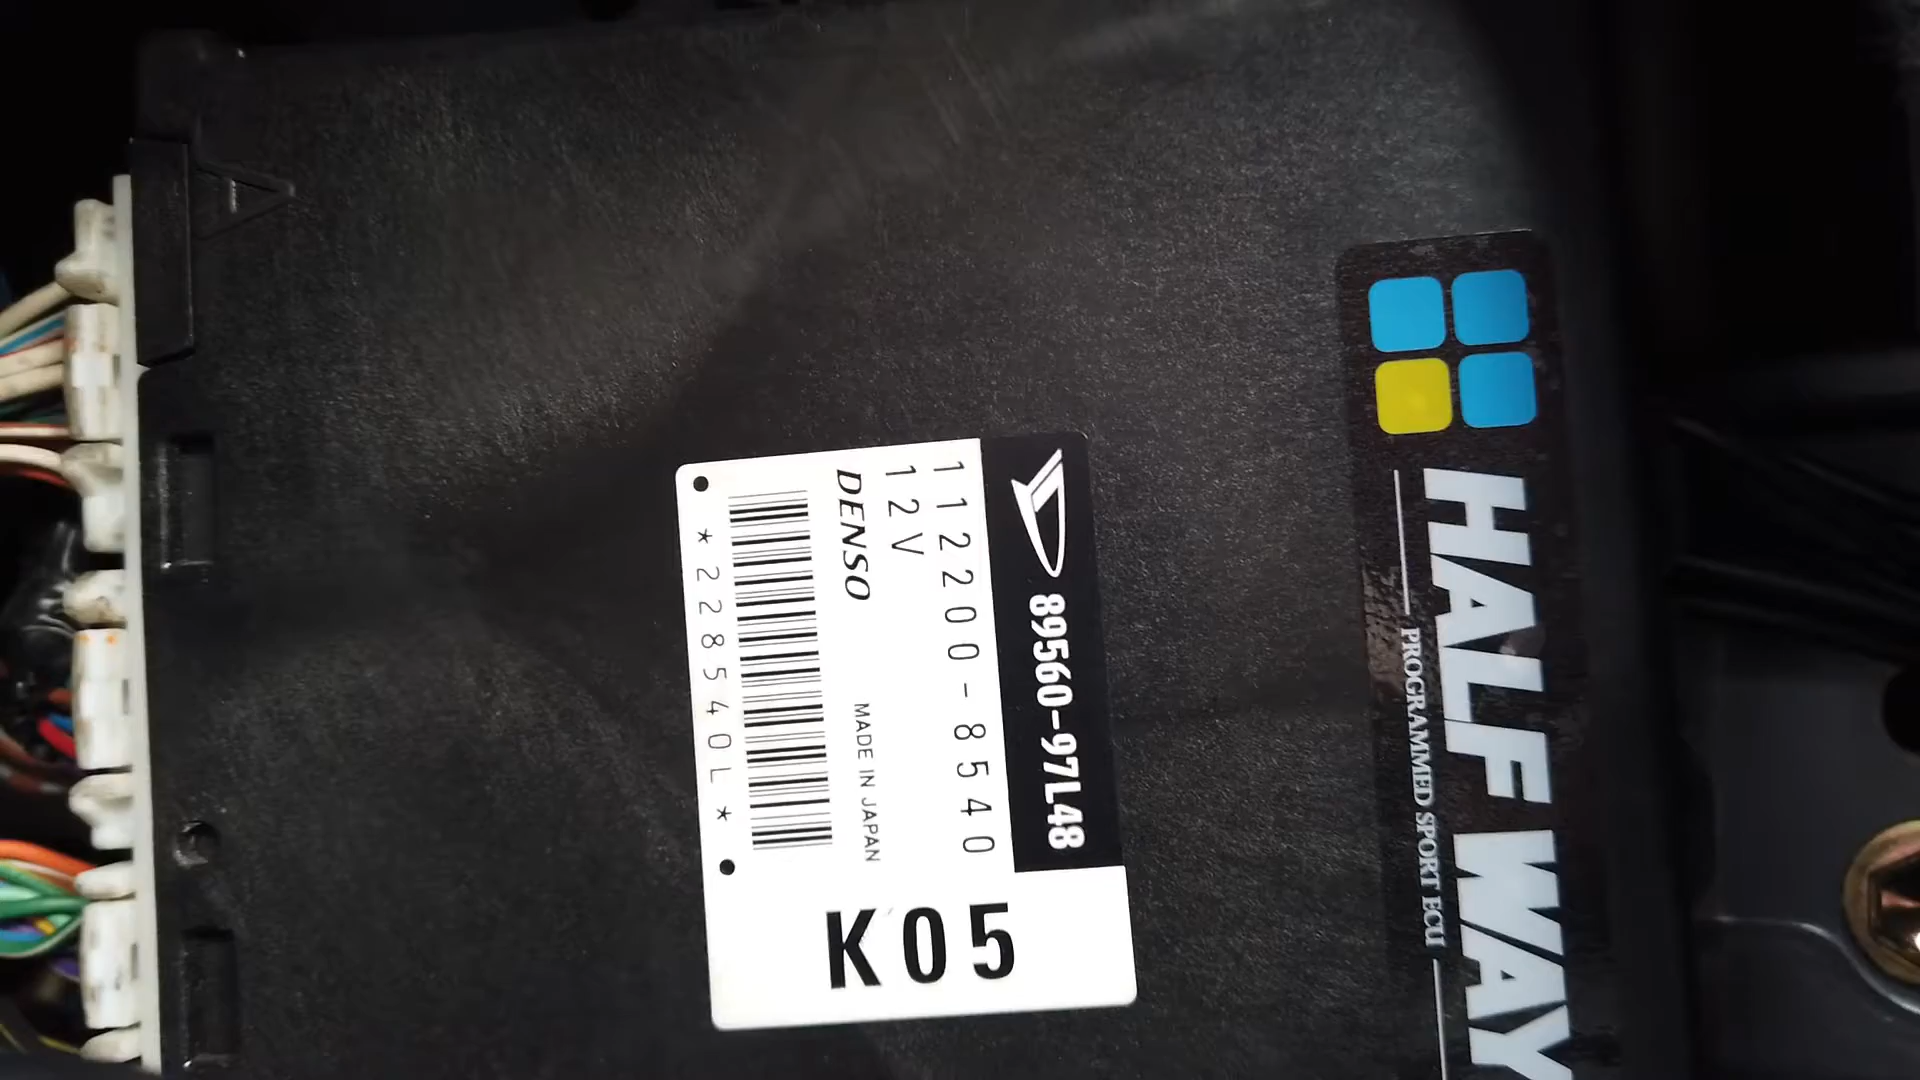 89560-97L48
112200-8540
12V
DENSO
MADE IN JAPAN
*228540L*
K05
HALF WAY
PROGRAMMED SPORT ECU
A